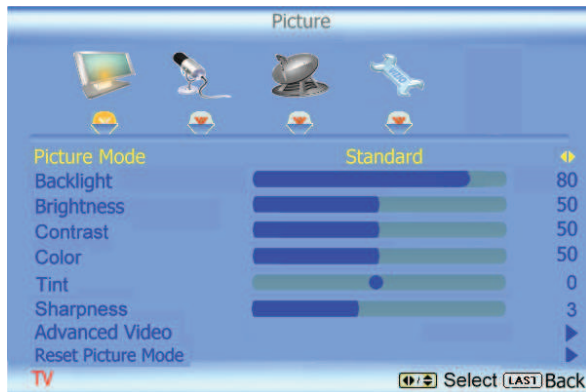 Picture
Picture Mode Standard
Backlight 80
Brightness 50
Contrast 50
Color 50
Tint 0
Sharpness 3
Advanced Video
Reset Picture Mode
TV Select LAST Back